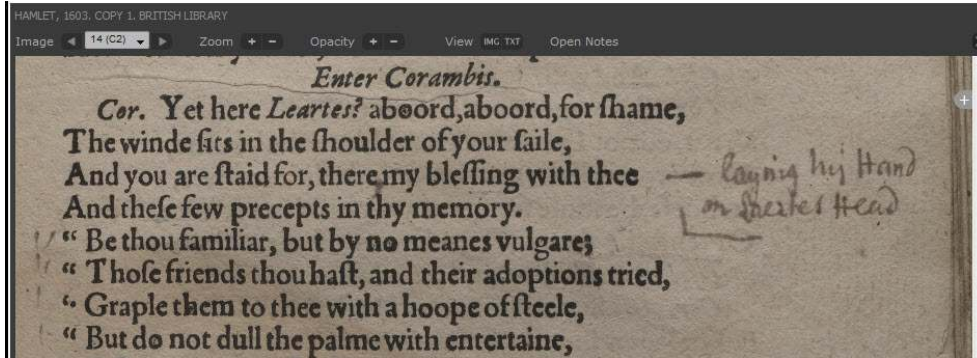 HAMLET, 1603. COPY 1. BRITISH LIBRARY
Image 14 (C2) Zoom + - Opacity + - View IMG TXT Open Notes
Enter Corambis.
Cor. Yet here Leartes? aboord, aboord, for ſhame,
The winde ſits in the ſhoulder of your ſaile,
And you are ſtaid for, there my bleſſing with thee — laying his Hand
And theſe few precepts in thy memory. on Leartes Head
“ Be thou familiar, but by no meanes vulgare;
“ Thoſe friends thou haſt, and their adoptions tried,
“ Graple them to thee with a hoope of ſteele,
“ But do not dull the palme with entertaine,